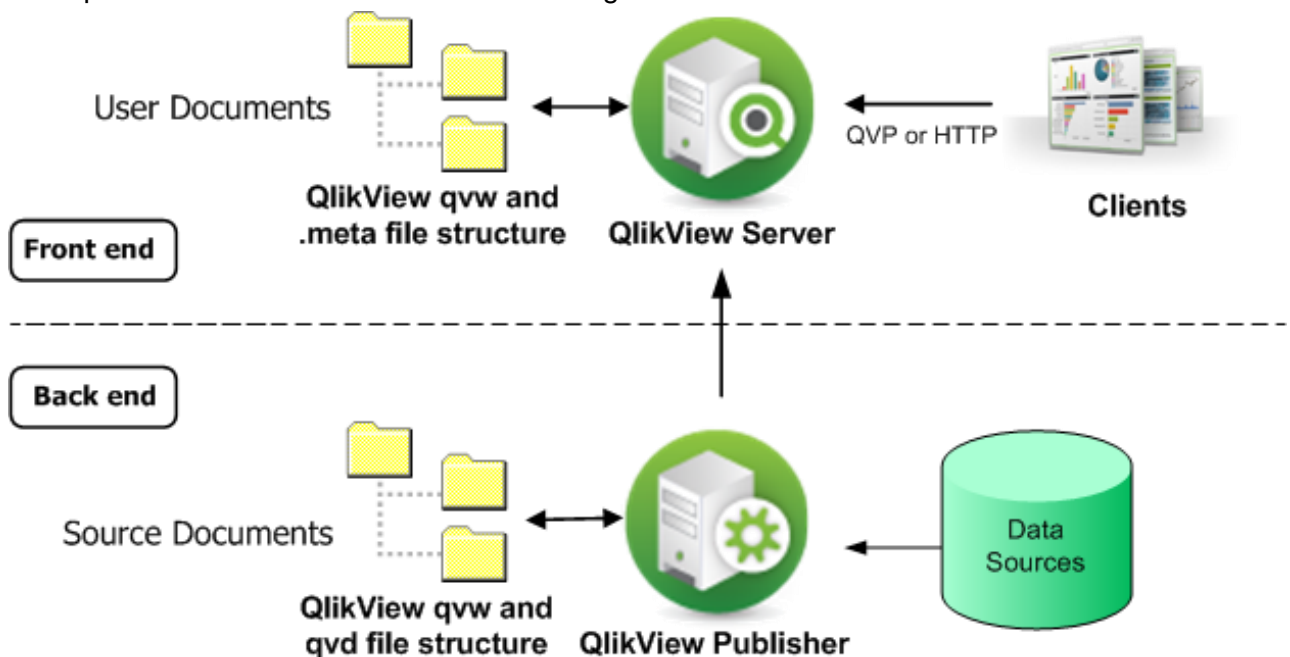 User Documents
QVP or HTTP
QlikView qvw and
.meta file structure
QlikView Server
Clients
Front end
Back end
Source Documents
Data
Sources
QlikView qvw and
qvd file structure
QlikView Publisher